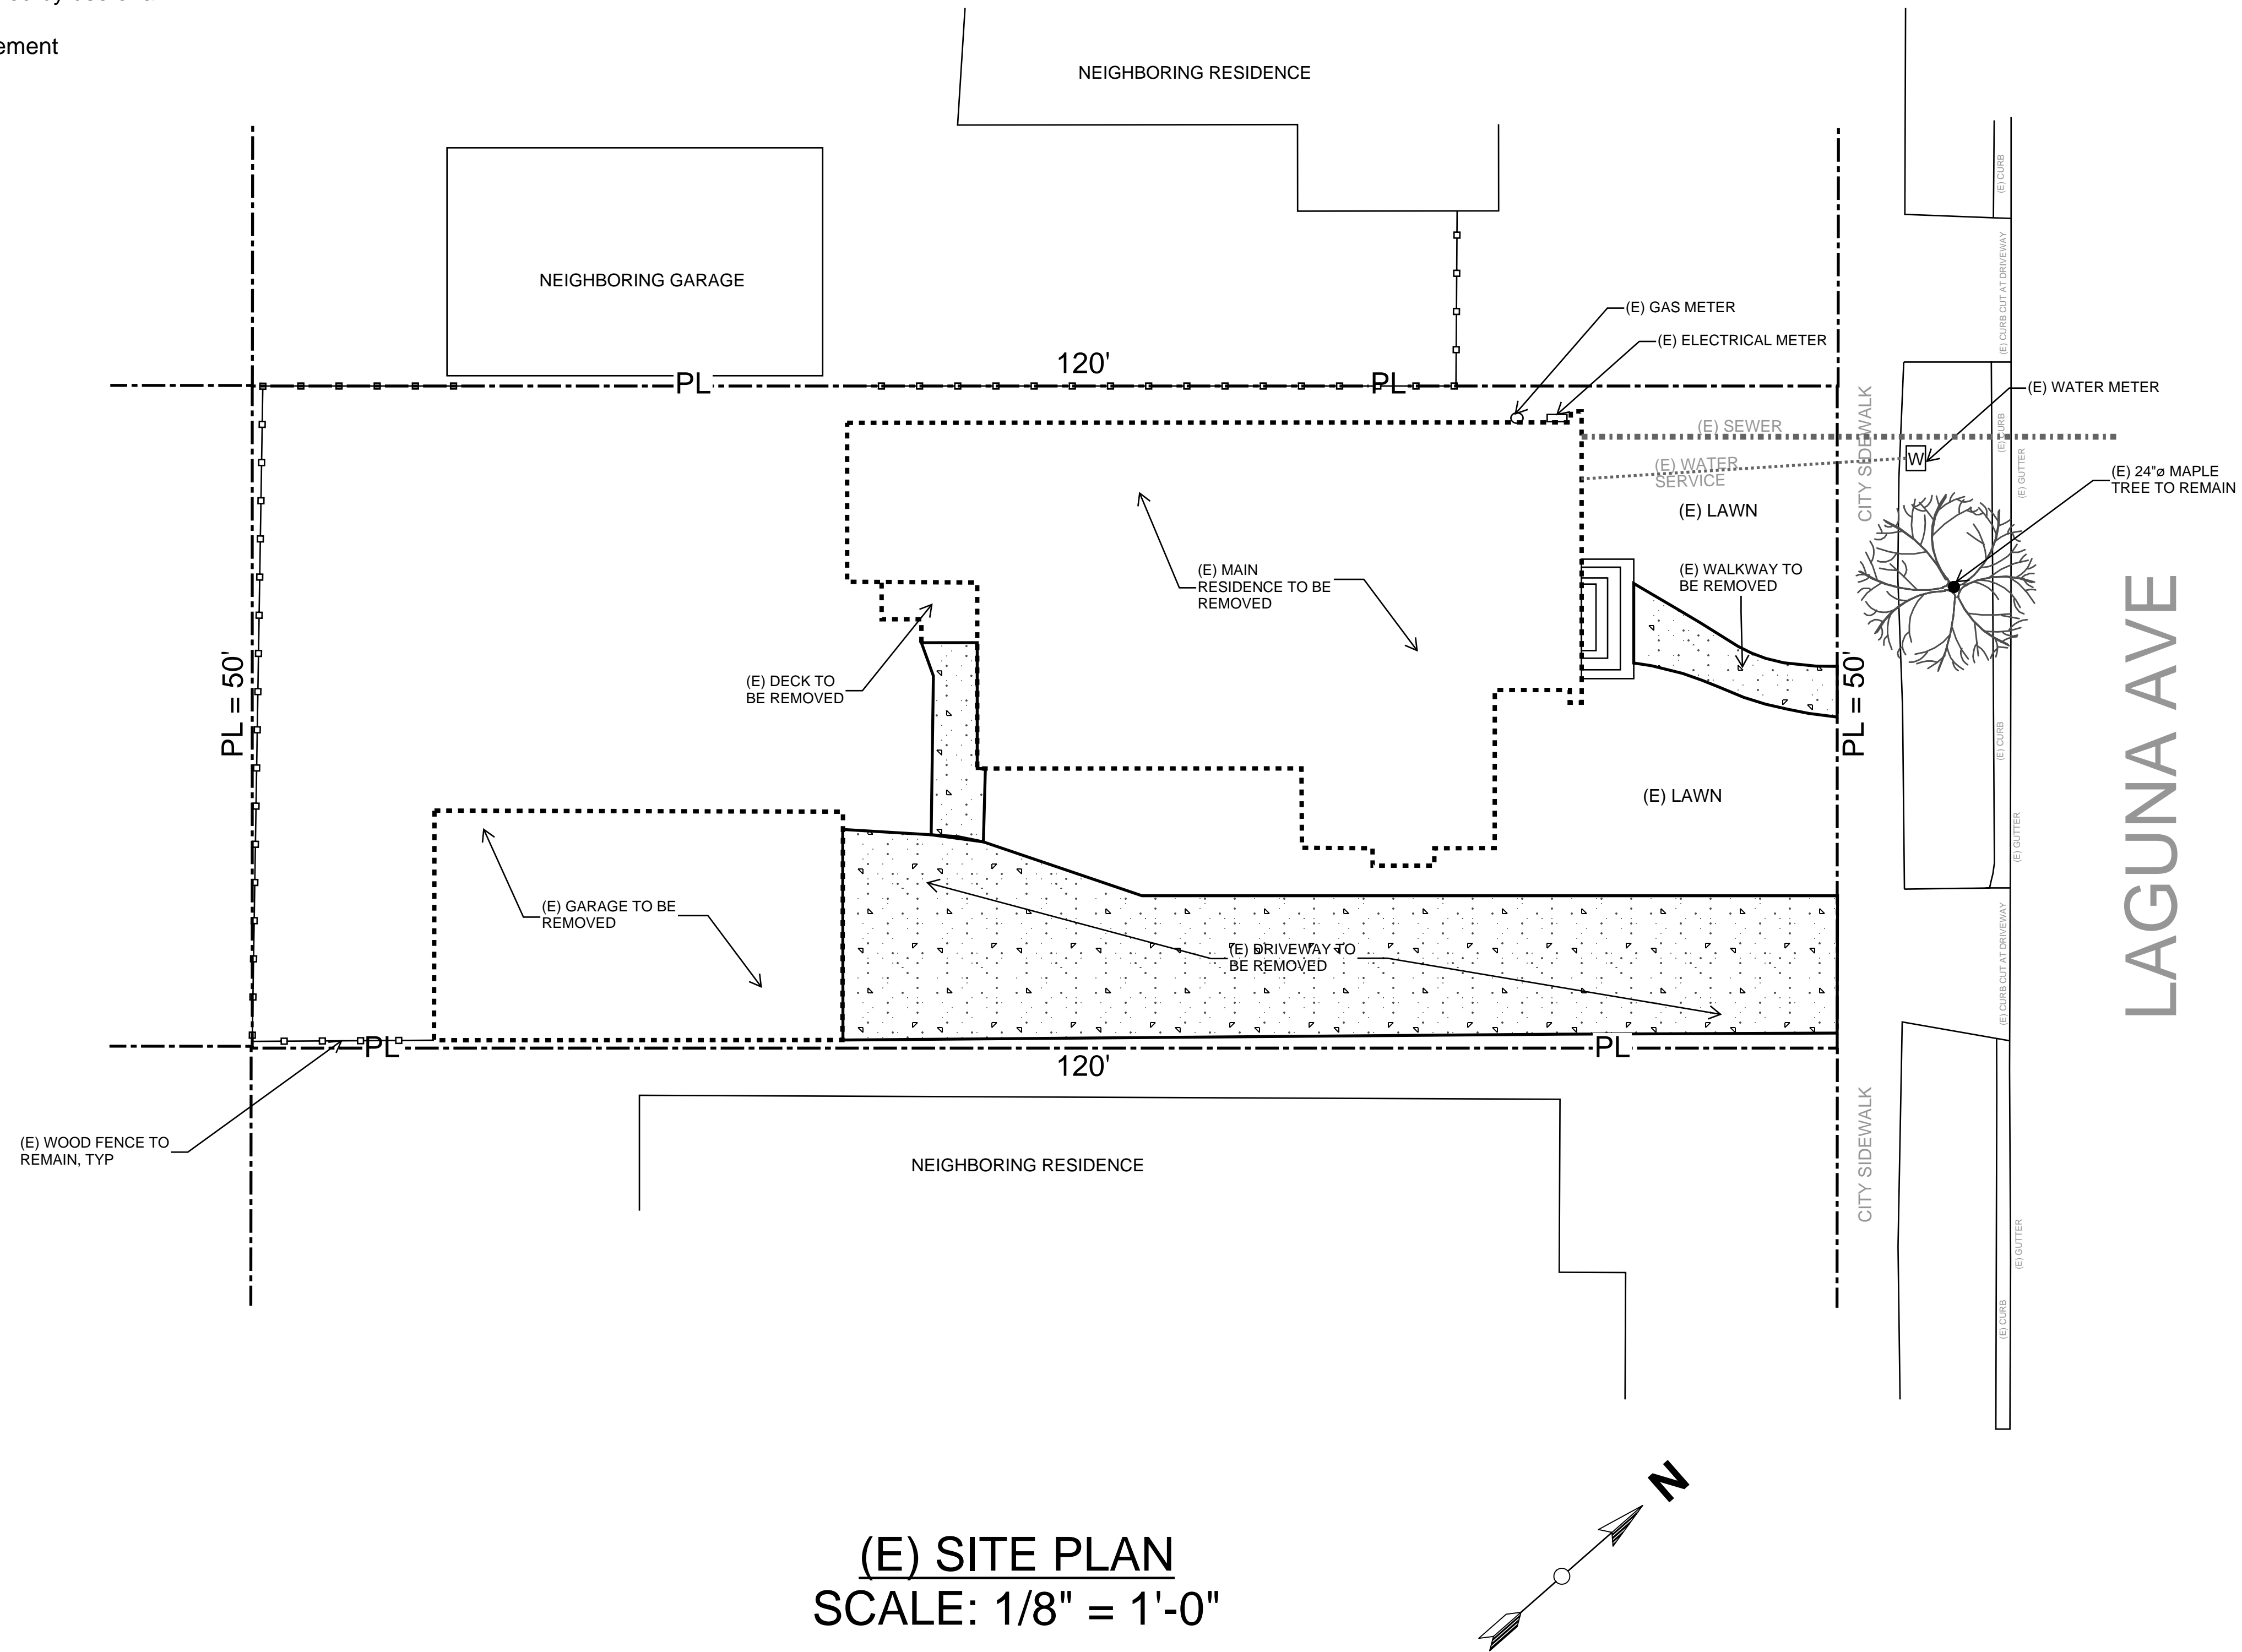 ement
NEIGHBORING RESIDENCE
(E) CURB
NEIGHBORING GARAGE
(E) CURB CUT AT DRIVEWAY
(E) GAS METER
(E) ELECTRICAL METER
120'
PL
PL
(E) WATER METER
CITY SIDEWALK
(E) SEWER
(E) CURB
(E) WATER
SERVICE
W
(E) GUTTER
(E) 24"⌀ MAPLE
TREE TO REMAIN
(E) LAWN
(E) MAIN
RESIDENCE TO BE
REMOVED
(E) WALKWAY TO
BE REMOVED
LAGUNA AVE
PL = 50'
(E) DECK TO
BE REMOVED
PL = 50'
(E) CURB
(E) LAWN
(E) GUTTER
(E) GARAGE TO BE
REMOVED
(E) DRIVEWAY TO
BE REMOVED
(E) CURB CUT AT DRIVEWAY
PL
PL
120'
(E) WOOD FENCE TO
REMAIN, TYP
NEIGHBORING RESIDENCE
CITY SIDEWALK
(E) GUTTER
(E) CURB
N
(E) SITE PLAN
SCALE: 1/8" = 1'-0"